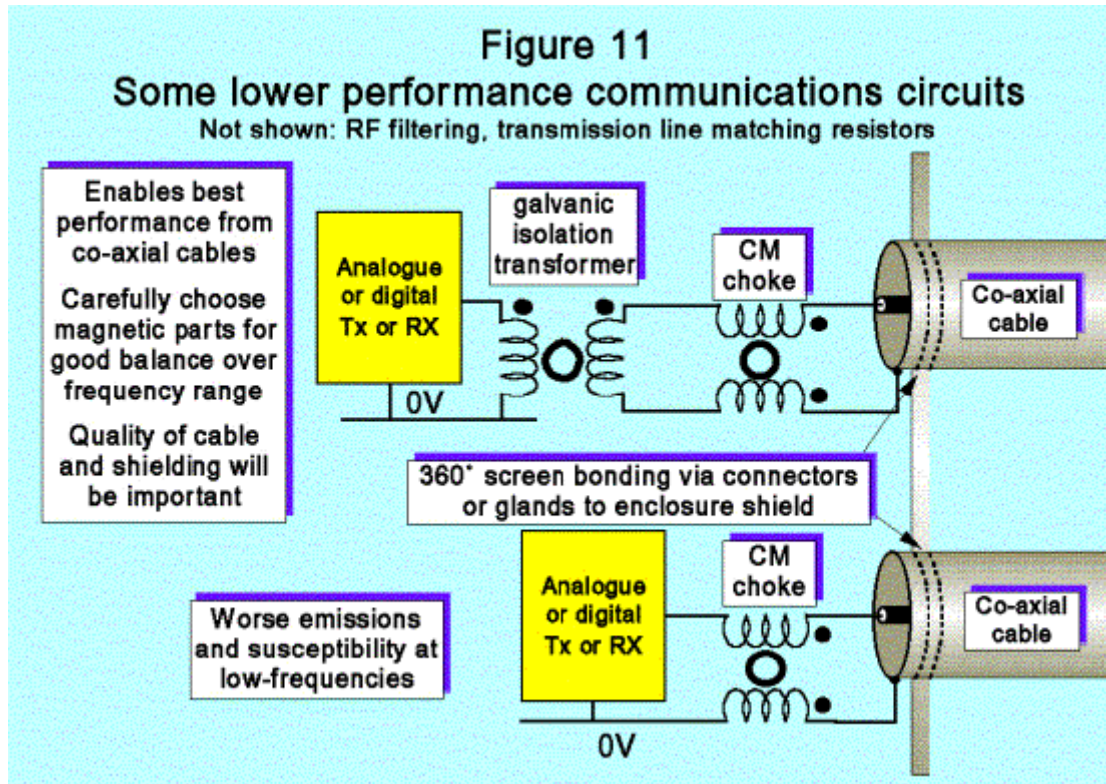 Figure 11
Some lower performance communications circuits
Not shown: RF filtering, transmission line matching resistors
Enables best
performance from
co-axial cables
Carefully choose
magnetic parts for
good balance over
frequency range
Quality of cable
and shielding will
be important
Analogue
or digital
Tx or RX
0V
galvanic
isolation
transformer
CM
choke
Co-axial
cable
360° screen bonding via connectors
or glands to enclosure shield
Worse emissions
and susceptibility at
low-frequencies
Analogue
or digital
Tx or RX
0V
CM
choke
Co-axial
cable